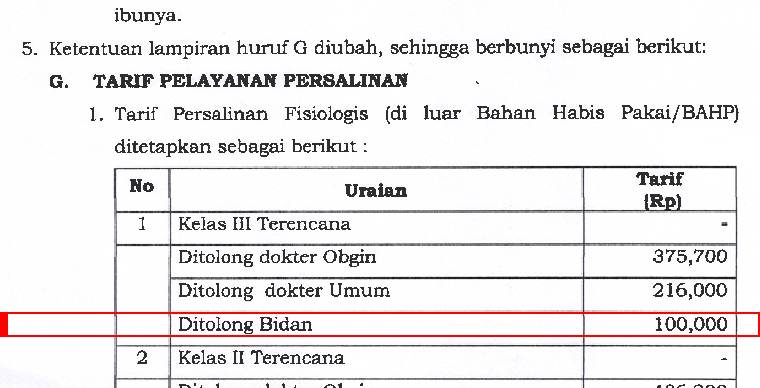 ibunya.
5. Ketentuan lampiran huruf G diubah, sehingga berbunyi sebagai berikut:
G. TARIF PELAYANAN PERSALINAN
1. Tarif Persalinan Fisiologis (di luar Bahan Habis Pakai/BAHP)
ditetapkan sebagai berikut :
No Uraian Tarif
(Rp)
1 Kelas III Terencana -
Ditolong dokter Obgin 375,700
Ditolong dokter Umum 216,000
Ditolong Bidan 100,000
2 Kelas II Terencana -